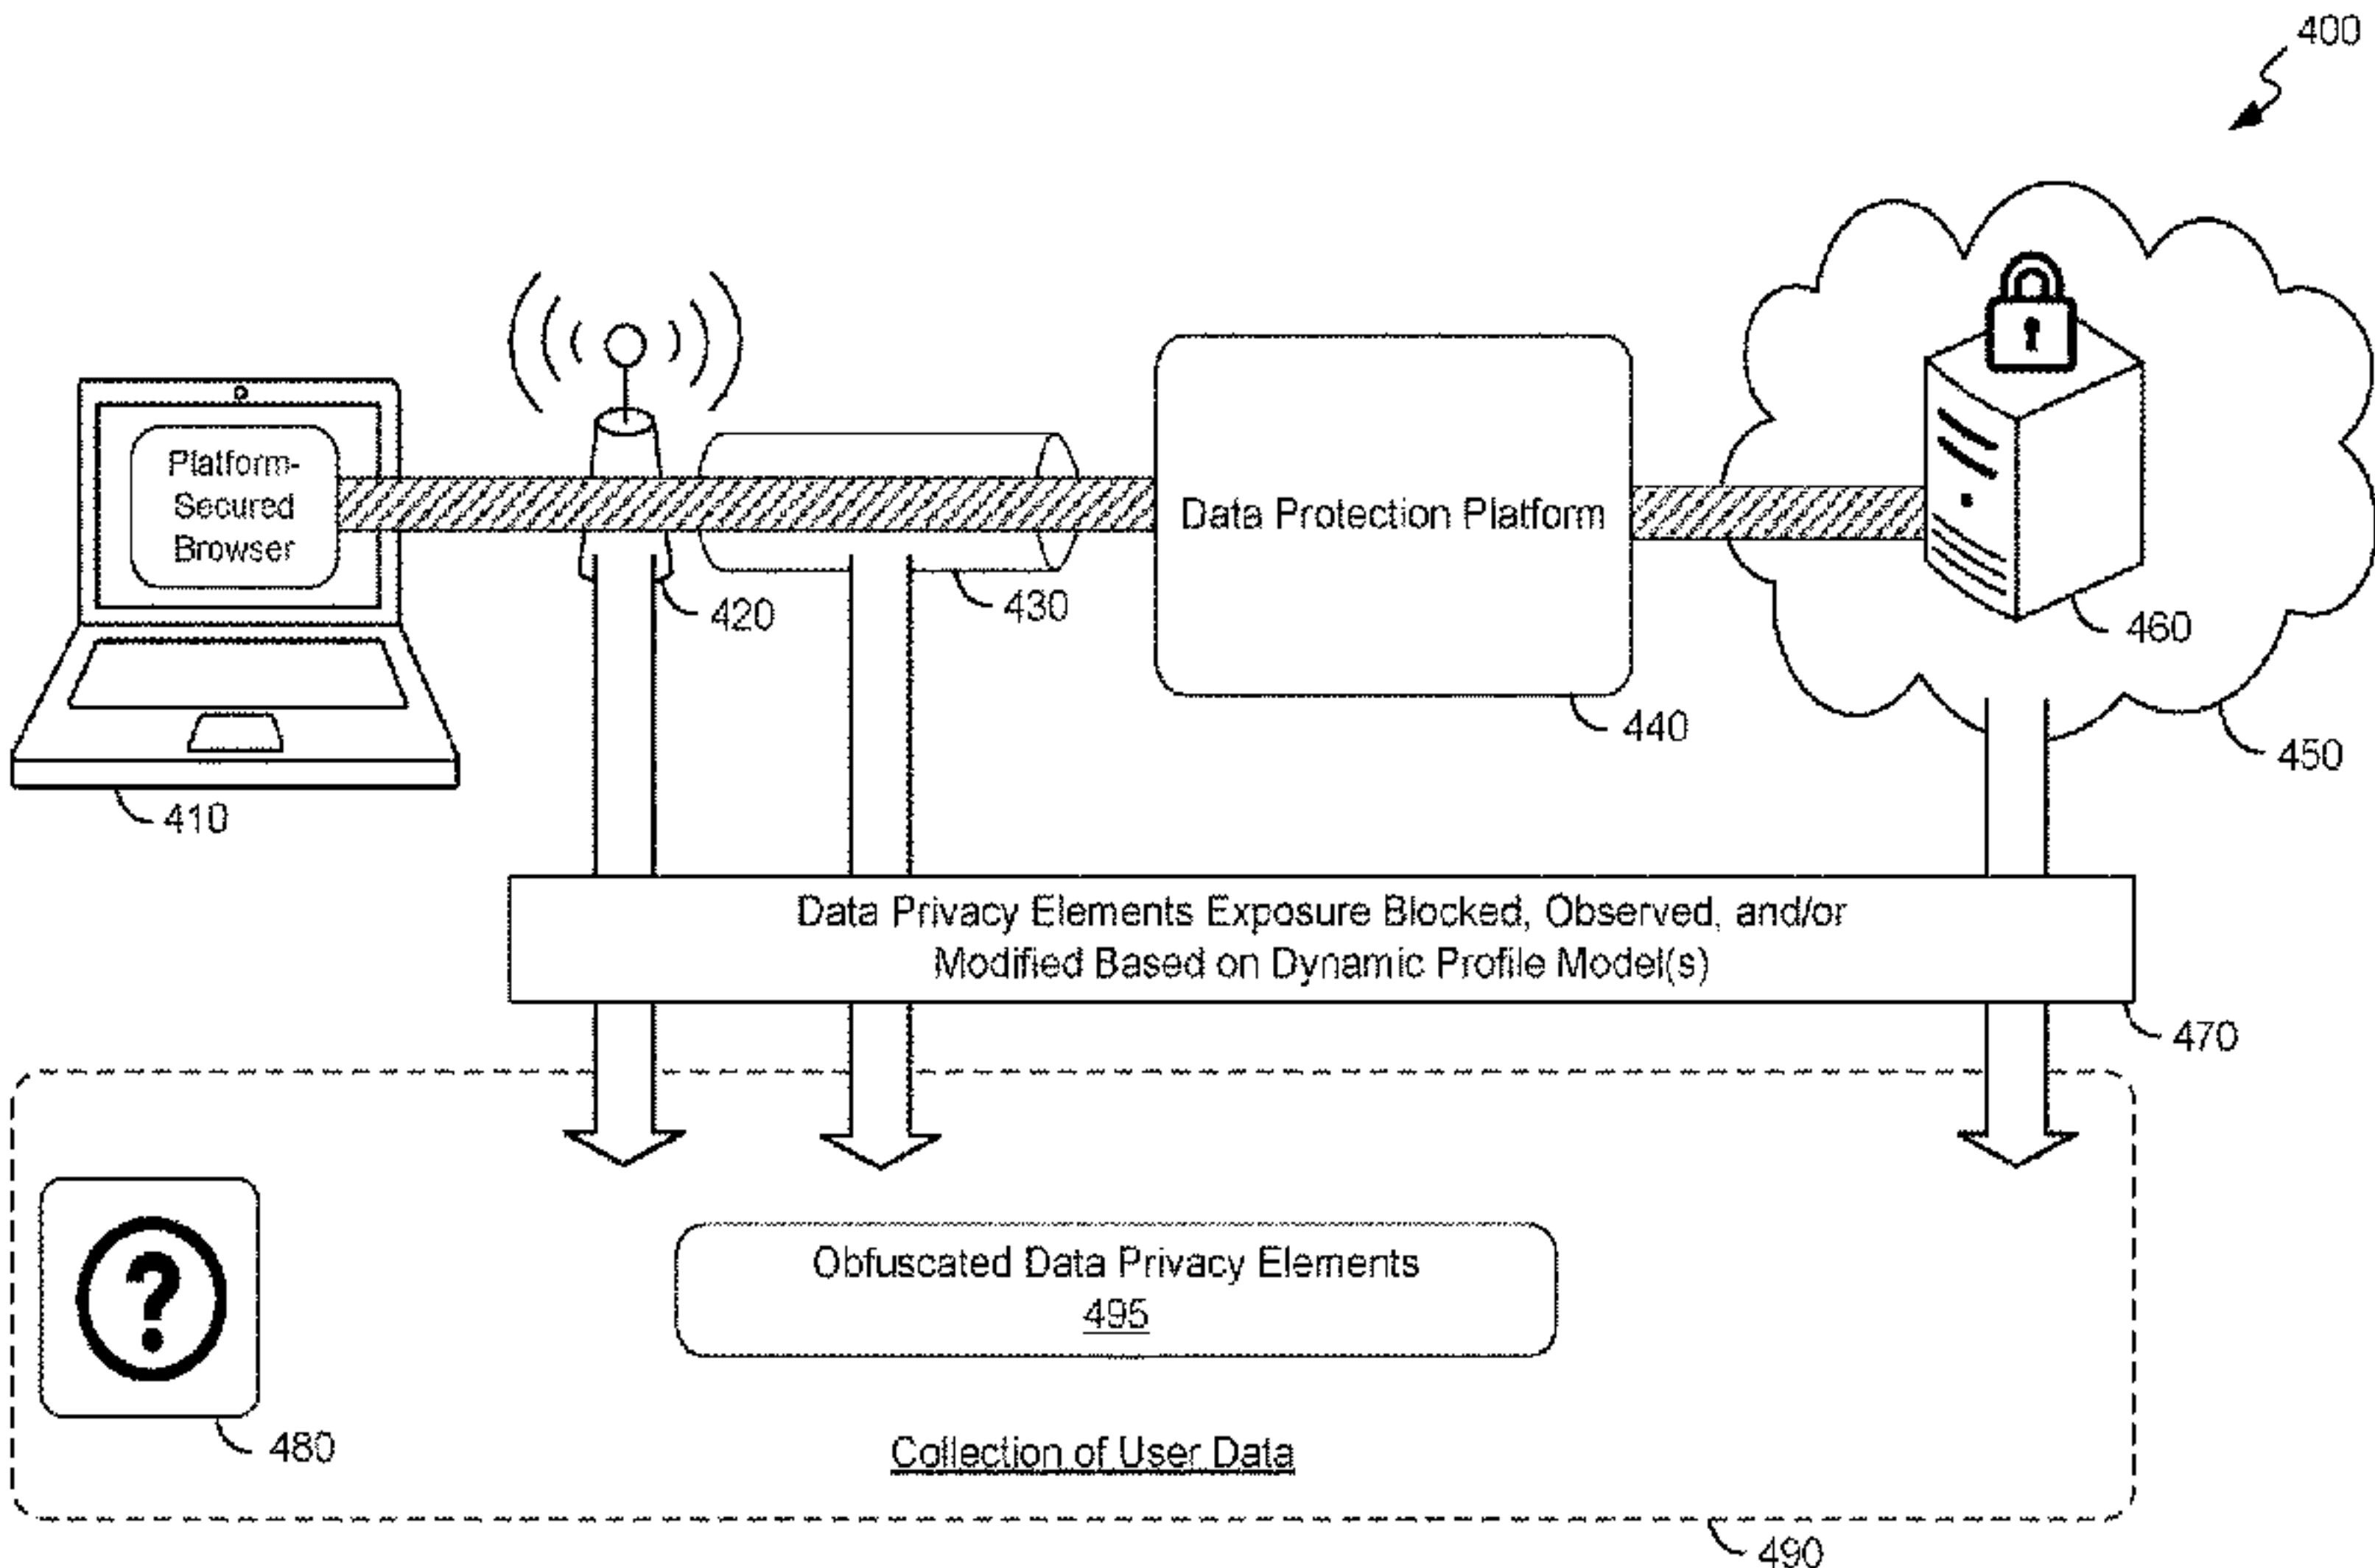 400
Platform-
Secured
Browser
Data Protection Platform
420
430
460
440
450
410
Data Privacy Elements Exposure Blocked, Observed, and/or
Modified Based on Dynamic Profile Model(s)
470
?
Obfuscated Data Privacy Elements
495
480
Collection of User Data
490